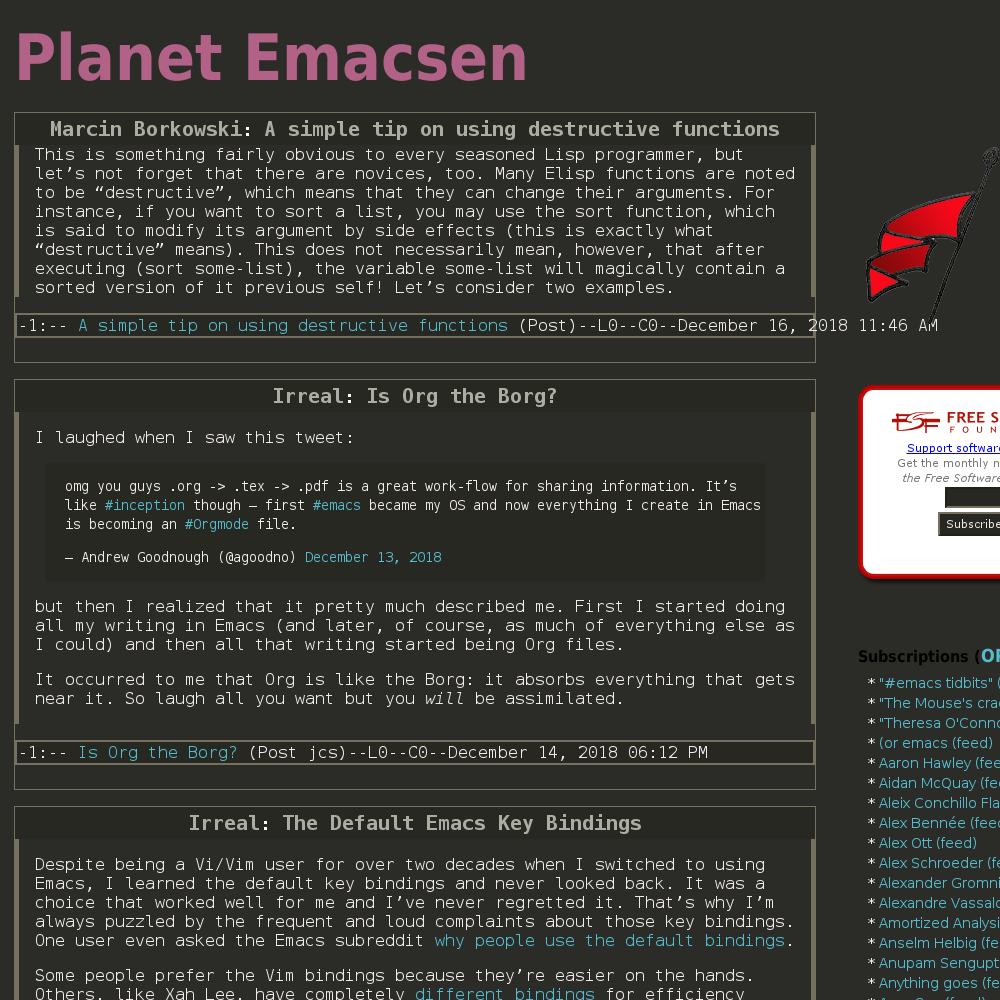 Planet Emacsen
Marcin Borkowski: A simple tip on using destructive functions
This is something fairly obvious to every seasoned Lisp programmer, but
let’s not forget that there are novices, too. Many Elisp functions are noted
to be “destructive”, which means that they can change their arguments. For
instance, if you want to sort a list, you may use the sort function, which
is said to modify its argument by side effects (this is exactly what
“destructive” means). This does not necessarily mean, however, that after
executing (sort some-list), the variable some-list will magically contain a
sorted version of it previous self! Let’s consider two examples.
-1:-- A simple tip on using destructive functions (Post)--L0--C0--December 16, 2018 11:46 AM
Irreal: Is Org the Borg?
I laughed when I saw this tweet:
omg you guys .org -> .tex -> .pdf is a great work-flow for sharing information. It’s
like #inception though – first #emacs became my OS and now everything I create in Emacs
is becoming an #Orgmode file.
— Andrew Goodnough (@agoodno) December 13, 2018
but then I realized that it pretty much described me. First I started doing
all my writing in Emacs (and later, of course, as much of everything else as
I could) and then all that writing started being Org files.
It occurred to me that Org is like the Borg: it absorbs everything that gets
near it. So laugh all you want but you will be assimilated.
-1:-- Is Org the Borg? (Post jcs)--L0--C0--December 14, 2018 06:12 PM
Irreal: The Default Emacs Key Bindings
Despite being a Vi/Vim user for over two decades when I switched to using
Emacs, I learned the default key bindings and never looked back. It was a
choice that worked well for me and I’ve never regretted it. That’s why I’m
always puzzled by the frequent and loud complaints about those key bindings.
One user even asked the Emacs subreddit why people use the default bindings.
Some people prefer the Vim bindings because they’re easier on the hands.
Others, like Xah Lee, have completely different bindings for efficiency
FSF FREE S
FOUN
Support softwar
Get the monthly n
the Free Software
Subscribe
Subscriptions (OP
* "#emacs tidbits" (
* "The Mouse's cra
* "Theresa O'Conno
* (or emacs (feed)
* Aaron Hawley (fee
* Aidan McQuay (fe
* Aleix Conchillo Fla
* Alex Bennée (feed
* Alex Ott (feed)
* Alex Schroeder (fe
* Alexander Gromni
* Alexandre Vassalo
* Amortized Analysi
* Anselm Helbig (fe
* Anupam Sengupt
* Anything goes (fe